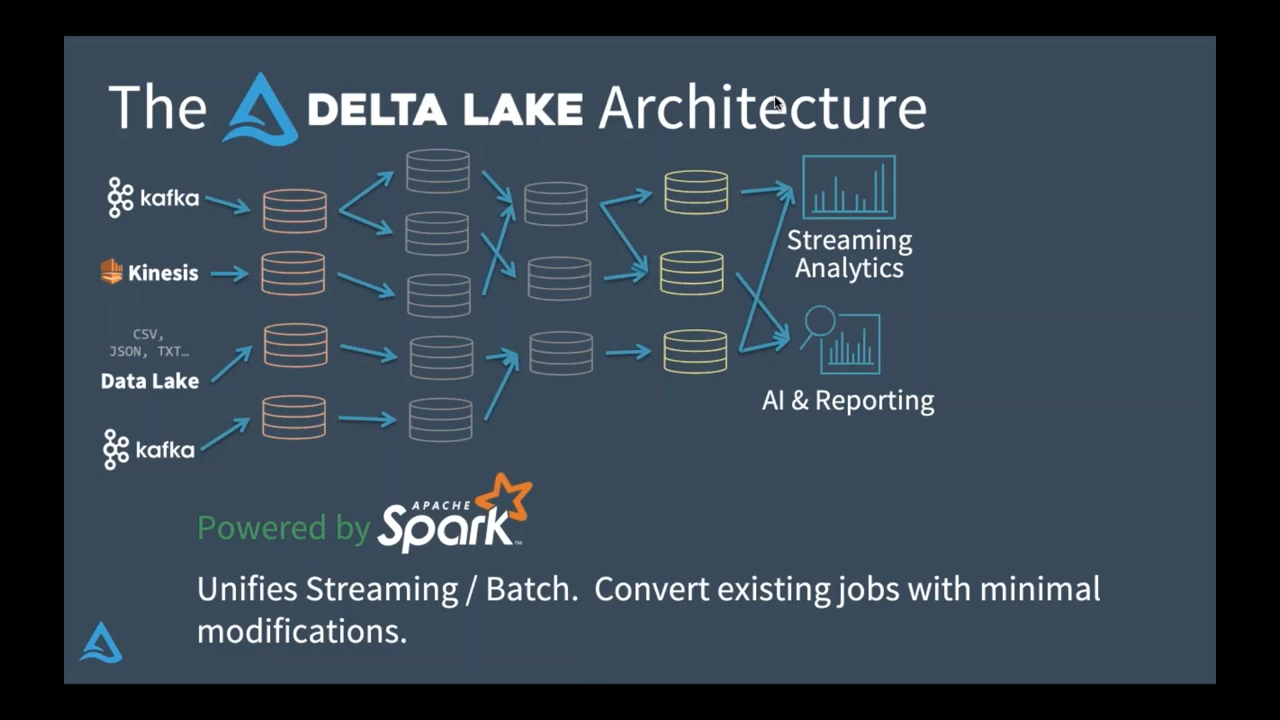 The DELTA LAKE Architecture
kafka
Kinesis
CSV,
JSON, TXT…
Data Lake
kafka
Streaming
Analytics
AI & Reporting
Powered by APACHE Spark™
Unifies Streaming / Batch.  Convert existing jobs with minimal
modifications.